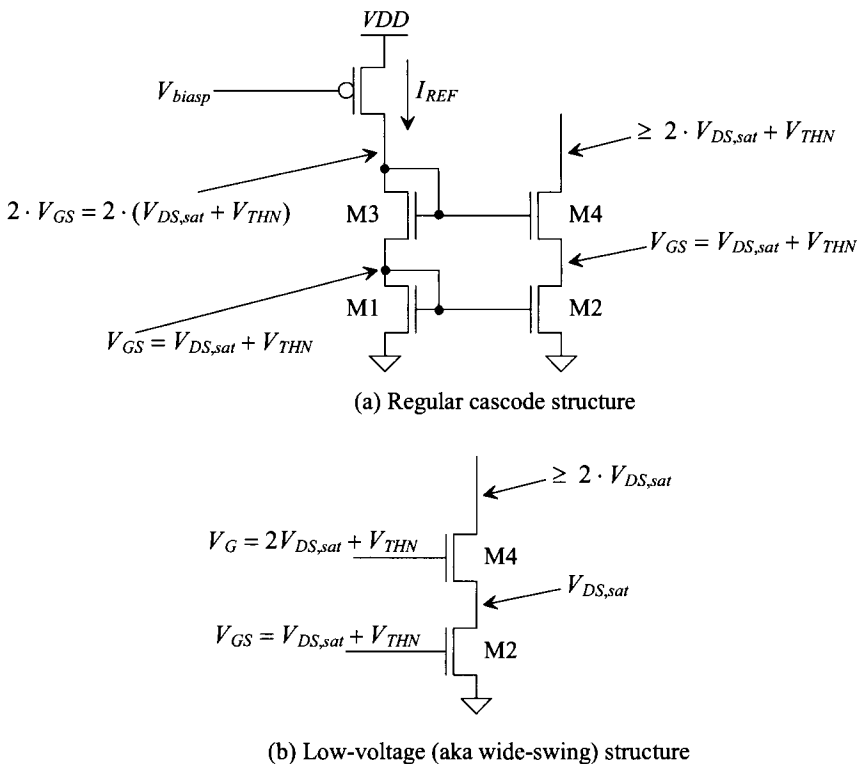 VDD
V_biasp
I_REF
≥ 2 · V_DS,sat + V_THN
2 · V_GS = 2 · (V_DS,sat + V_THN)
M3
M4
V_GS = V_DS,sat + V_THN
M1
M2
V_GS = V_DS,sat + V_THN
(a) Regular cascode structure
≥ 2 · V_DS,sat
V_G = 2V_DS,sat + V_THN
M4
V_DS,sat
V_GS = V_DS,sat + V_THN
M2
(b) Low-voltage (aka wide-swing) structure